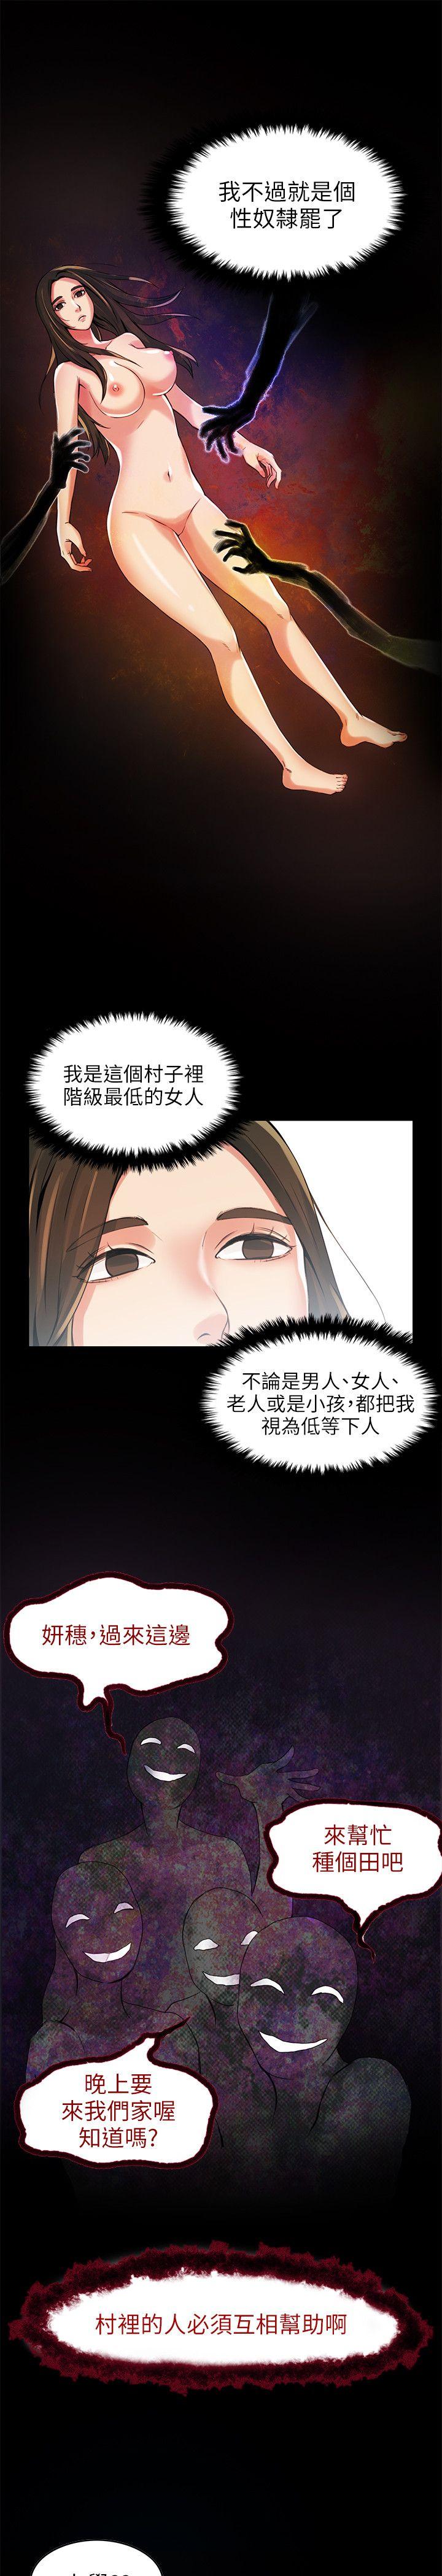 我不過就是個
性奴隸罷了
我是這個村子裡
階級最低的女人
不論是男人、女人、
老人或是小孩，都把我
視為低等下人
妍穗，過來這邊
來幫忙
種個田吧
晚上要
來我們家喔
知道嗎?
村裡的人必須互相幫助啊